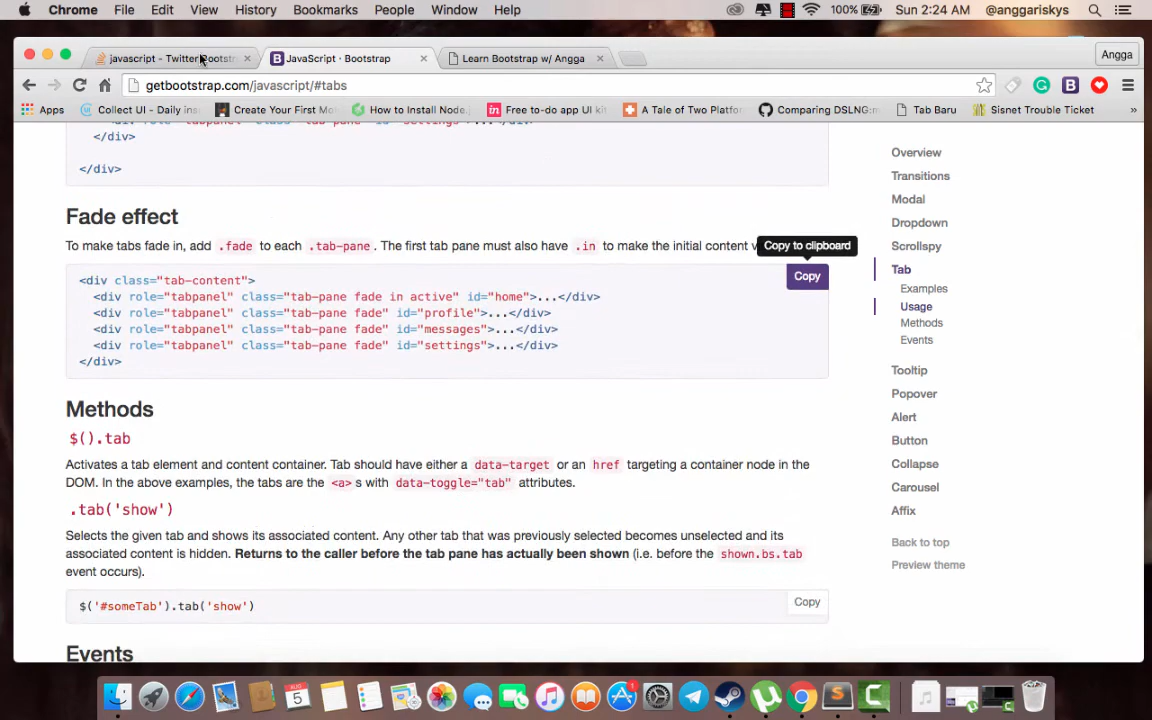 Chrome File Edit View History Bookmarks People Window Help 100% Sun 2:24 AM @anggariskys
javascript - Twitter Bootstr JavaScript · Bootstrap Learn Bootstrap w/ Angga Angga
getbootstrap.com/javascript/#tabs
Apps Collect UI - Daily ins Create Your First Mo How to Install Node. Free to-do app UI kit A Tale of Two Platfor Comparing DSLNG:m Tab Baru Sisnet Trouble Ticket »
</div>
</div>
Fade effect
To make tabs fade in, add .fade to each .tab-pane. The first tab pane must also have .in to make the initial content v
Copy to clipboard
Copy
<div class="tab-content">
<div role="tabpanel" class="tab-pane fade in active" id="home">...</div>
<div role="tabpanel" class="tab-pane fade" id="profile">...</div>
<div role="tabpanel" class="tab-pane fade" id="messages">...</div>
<div role="tabpanel" class="tab-pane fade" id="settings">...</div>
</div>
Methods
$().tab
Activates a tab element and content container. Tab should have either a data-target or an href targeting a container node in the
DOM. In the above examples, the tabs are the <a> s with data-toggle="tab" attributes.
.tab('show')
Selects the given tab and shows its associated content. Any other tab that was previously selected becomes unselected and its
associated content is hidden. Returns to the caller before the tab pane has actually been shown (i.e. before the shown.bs.tab
event occurs).
$('#someTab').tab('show')
Copy
Events
Overview
Transitions
Modal
Dropdown
Scrollspy
Tab
Examples
Usage
Methods
Events
Tooltip
Popover
Alert
Button
Collapse
Carousel
Affix
Back to top
Preview theme
5
1